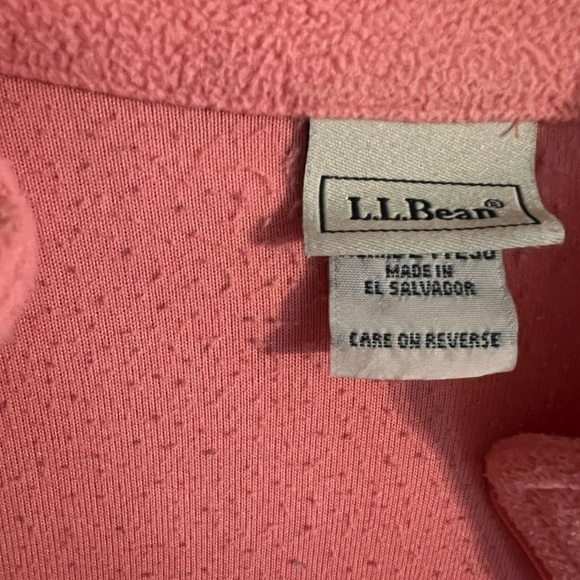 L.L.Bean®
MADE IN
EL SALVADOR
CARE ON REVERSE